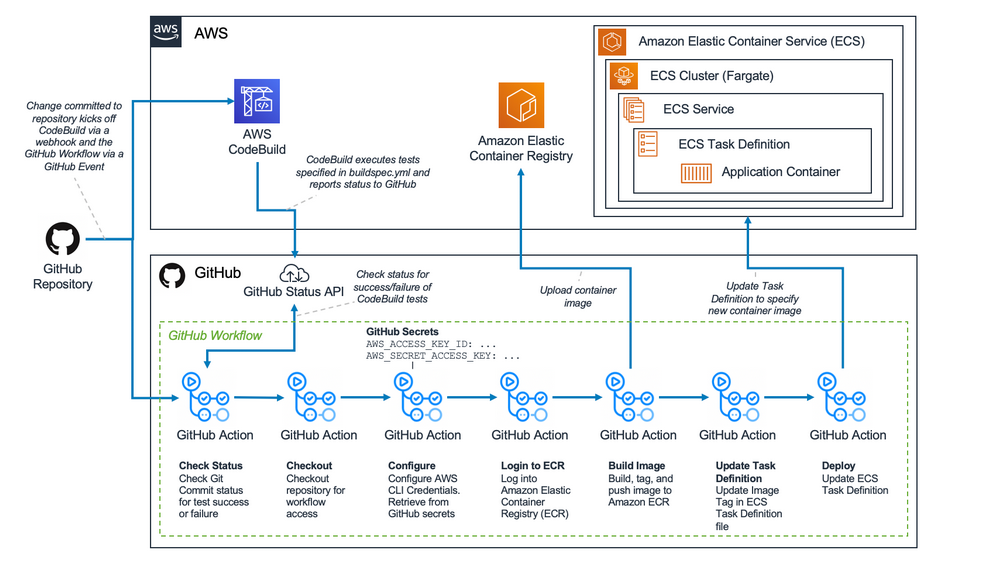 aws
AWS
Amazon Elastic Container Service (ECS)
ECS Cluster (Fargate)
ECS Service
ECS Task Definition
Application Container
Change committed to
repository kicks off
CodeBuild via a
webhook and the
GitHub Workflow via a
GitHub Event
AWS
CodeBuild
Amazon Elastic
Container Registry
CodeBuild executes tests
specified in buildspec.yml and
reports status to GitHub
GitHub
Repository
GitHub
GitHub Status API
Check status for
success/failure of
CodeBuild tests
Upload container
image
Update Task
Definition to specify
new container image
GitHub Workflow
GitHub Secrets
AWS_ACCESS_KEY_ID: ...
AWS_SECRET_ACCESS_KEY: ...
GitHub Action
GitHub Action
GitHub Action
GitHub Action
GitHub Action
GitHub Action
GitHub Action
Check Status
Check Git
Commit status
for test success
or failure
Checkout
Checkout
repository for
workflow
access
Configure
Configure AWS
CLI Credentials.
Retrieve from
GitHub secrets
Login to ECR
Log into
Amazon Elastic
Container
Registry (ECR)
Build Image
Build, tag, and
push image to
Amazon ECR
Update Task
Definition
Update Image
Tag in ECS
Task Definition
file
Deploy
Update ECS
Task Definition